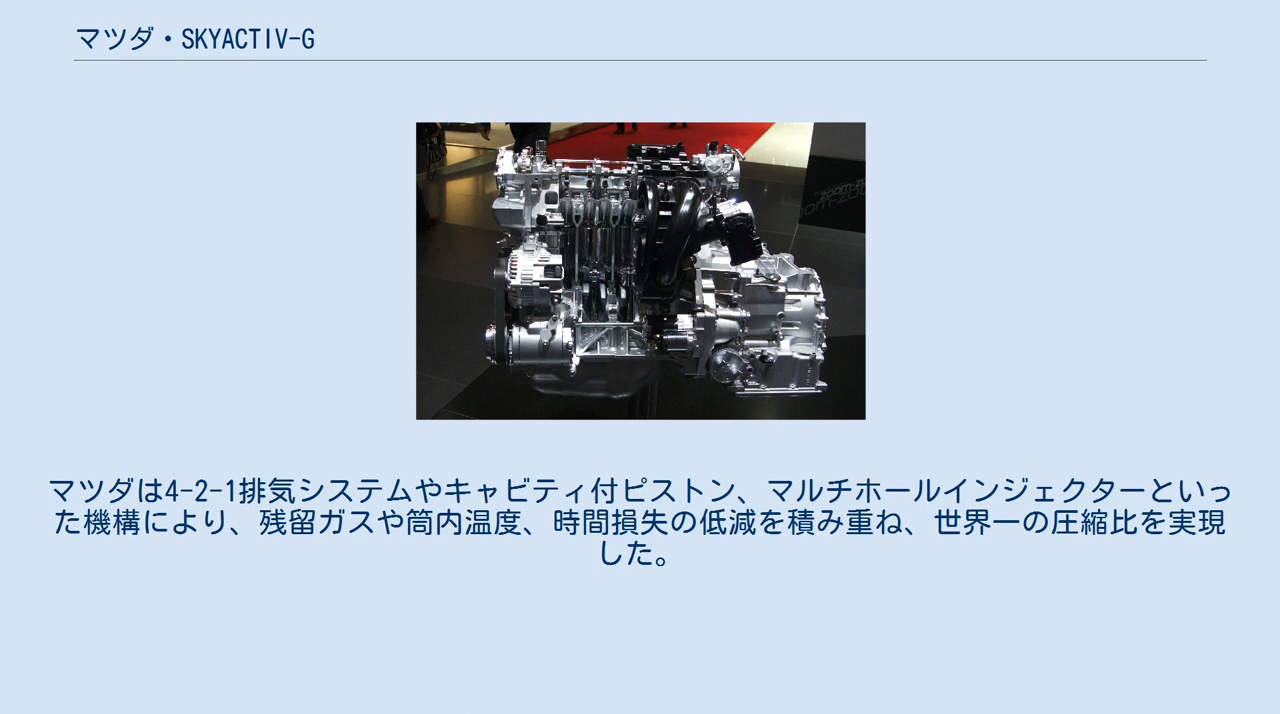 マツダ・SKYACTIV-G
zoom-zo
oom-zoo
マツダは4-2-1排気システムやキャビティ付ピストン、マルチホールインジェクターといっ
た機構により、残留ガスや筒内温度、時間損失の低減を積み重ね、世界一の圧縮比を実現
した。